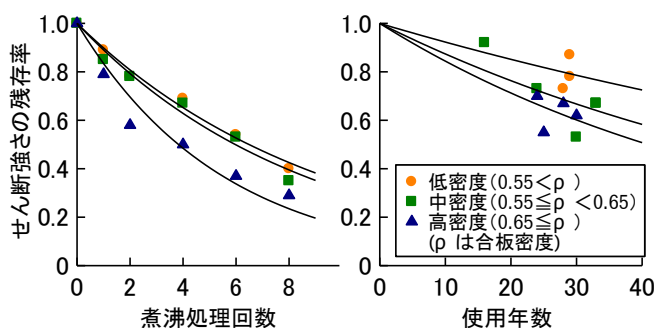 せん断強さの残存率
1.0
0.8
0.6
0.4
0.2
0
0 2 4 6 8
煮沸処理回数
1.0
0.8
0.6
0.4
0.2
0
0 10 20 30 40
使用年数
低密度(0.55<ρ )
中密度(0.55≦ρ <0.65)
高密度(0.65≦ρ )
(ρ は合板密度)